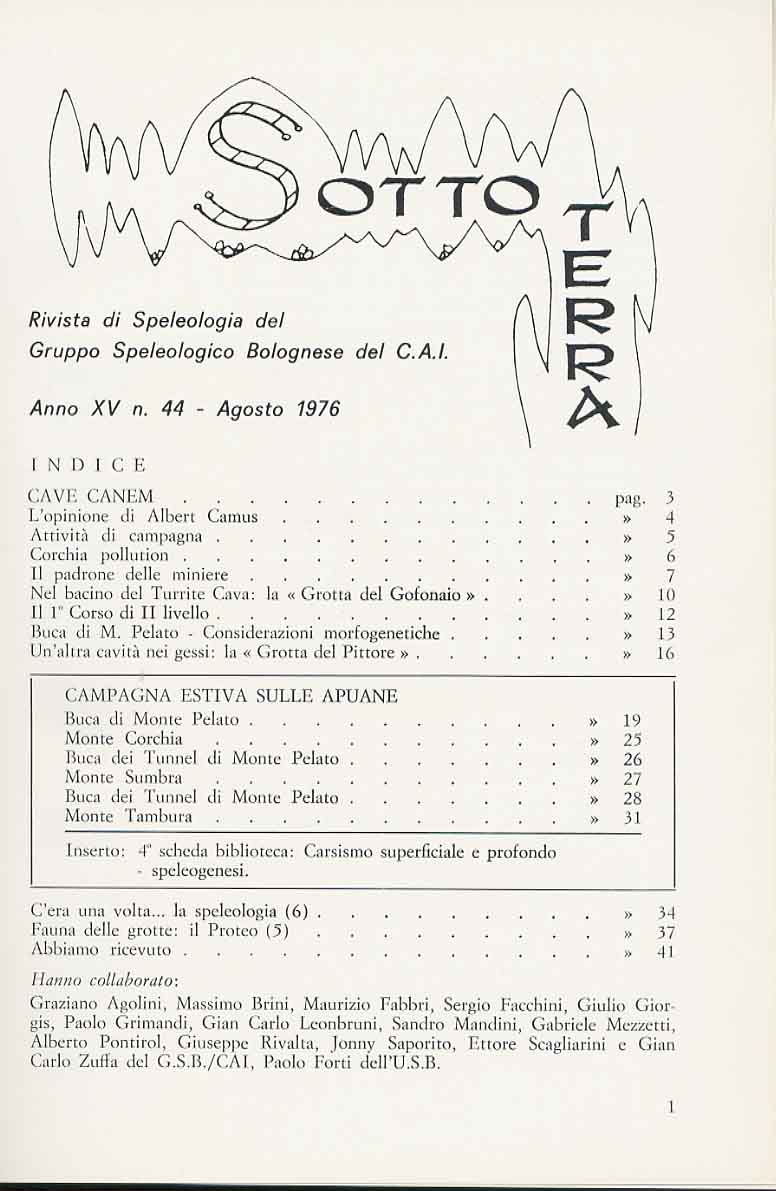 SOTTO
TERRA
Rivista di Speleologia del
Gruppo Speleologico Bolognese del C.A.I.
Anno XV n. 44 - Agosto 1976
INDICE
CAVE CANEM . . . . . . . . . . . . . pag. 3
L'opinione di Albert Camus . . . . . . . . . . » 4
Attività di campagna . . . . . . . . . . . . » 5
Corchia pollution . . . . . . . . . . . . . » 6
Il padrone delle miniere . . . . . . . . . . . » 7
Nel bacino del Turrite Cava: la « Grotta del Gofonaio » . . . . » 10
Il 1° Corso di II livello . . . . . . . . . . . . » 12
Buca di M. Pelato - Considerazioni morfogenetiche . . . . . » 13
Un'altra cavità nei gessi: la « Grotta del Pittore » . . . . . . » 16
CAMPAGNA ESTIVA SULLE APUANE
Buca di Monte Pelato . . . . . . . . . . » 19
Monte Corchia . . . . . . . . . . . » 25
Buca dei Tunnel di Monte Pelato . . . . . . . » 26
Monte Sumbra . . . . . . . . . . . » 27
Buca dei Tunnel di Monte Pelato . . . . . . . » 28
Monte Tambura . . . . . . . . . . . » 31
Inserto: 4ª scheda biblioteca: Carsismo superficiale e profondo
- speleogenesi.
C'era una volta... la speleologia (6) . . . . . . . . . » 34
Fauna delle grotte: il Proteo (5) . . . . . . . . . » 37
Abbiamo ricevuto . . . . . . . . . . . . . » 41
Hanno collaborato:
Graziano Agolini, Massimo Brini, Maurizio Fabbri, Sergio Facchini, Giulio Gior-
gis, Paolo Grimandi, Gian Carlo Leonbruni, Sandro Mandini, Gabriele Mezzetti,
Alberto Pontirol, Giuseppe Rivalta, Jonny Saporito, Ettore Scagliarini e Gian
Carlo Zuffa del G.S.B./CAI, Paolo Forti dell'U.S.B.
1